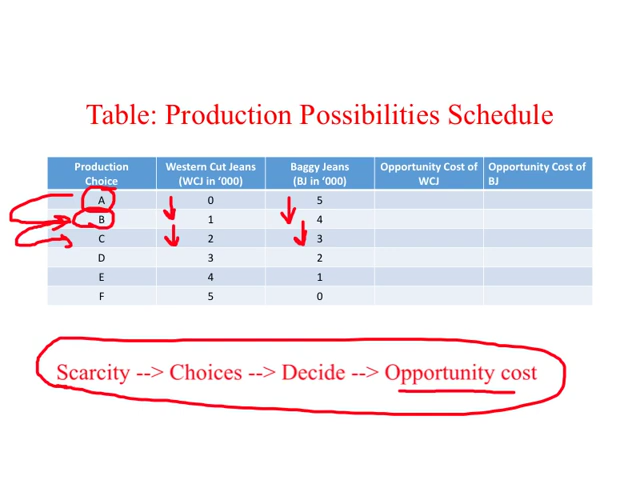 Table: Production Possibilities Schedule
Production Choice Western Cut Jeans (WCJ in ‘000) Baggy Jeans (BJ in ‘000) Opportunity Cost of WCJ Opportunity Cost of BJ
A 0 5
B 1 4
C 2 3
D 3 2
E 4 1
F 5 0
Scarcity --> Choices --> Decide --> Opportunity cost